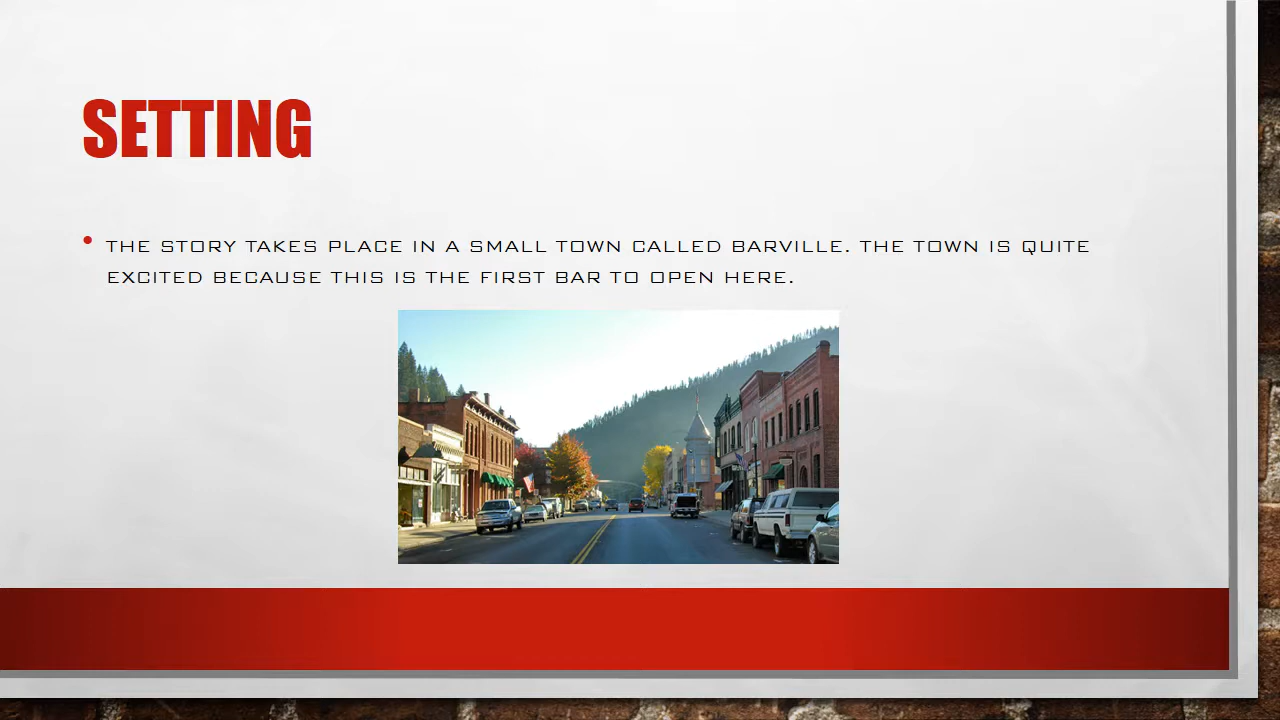 SETTING
• THE STORY TAKES PLACE IN A SMALL TOWN CALLED BARVILLE. THE TOWN IS QUITE
EXCITED BECAUSE THIS IS THE FIRST BAR TO OPEN HERE.